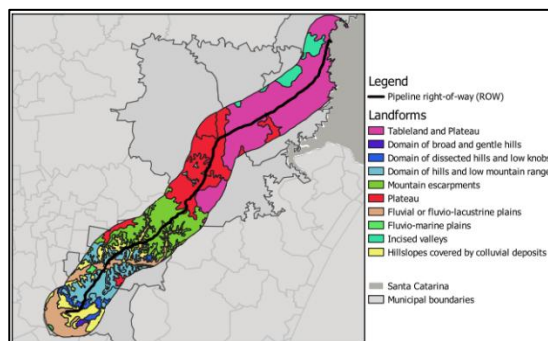 Legend
Pipeline right-of-way (ROW)
Landforms
Tableland and Plateau
Domain of broad and gentle hills
Domain of dissected hills and low knobs
Domain of hills and low mountain range
Mountain escarpments
Plateau
Fluvial or fluvio-lacustrine plains
Fluvio-marine plains
Incised valleys
Hillslopes covered by colluvial deposits
Santa Catarina
Municipal boundaries